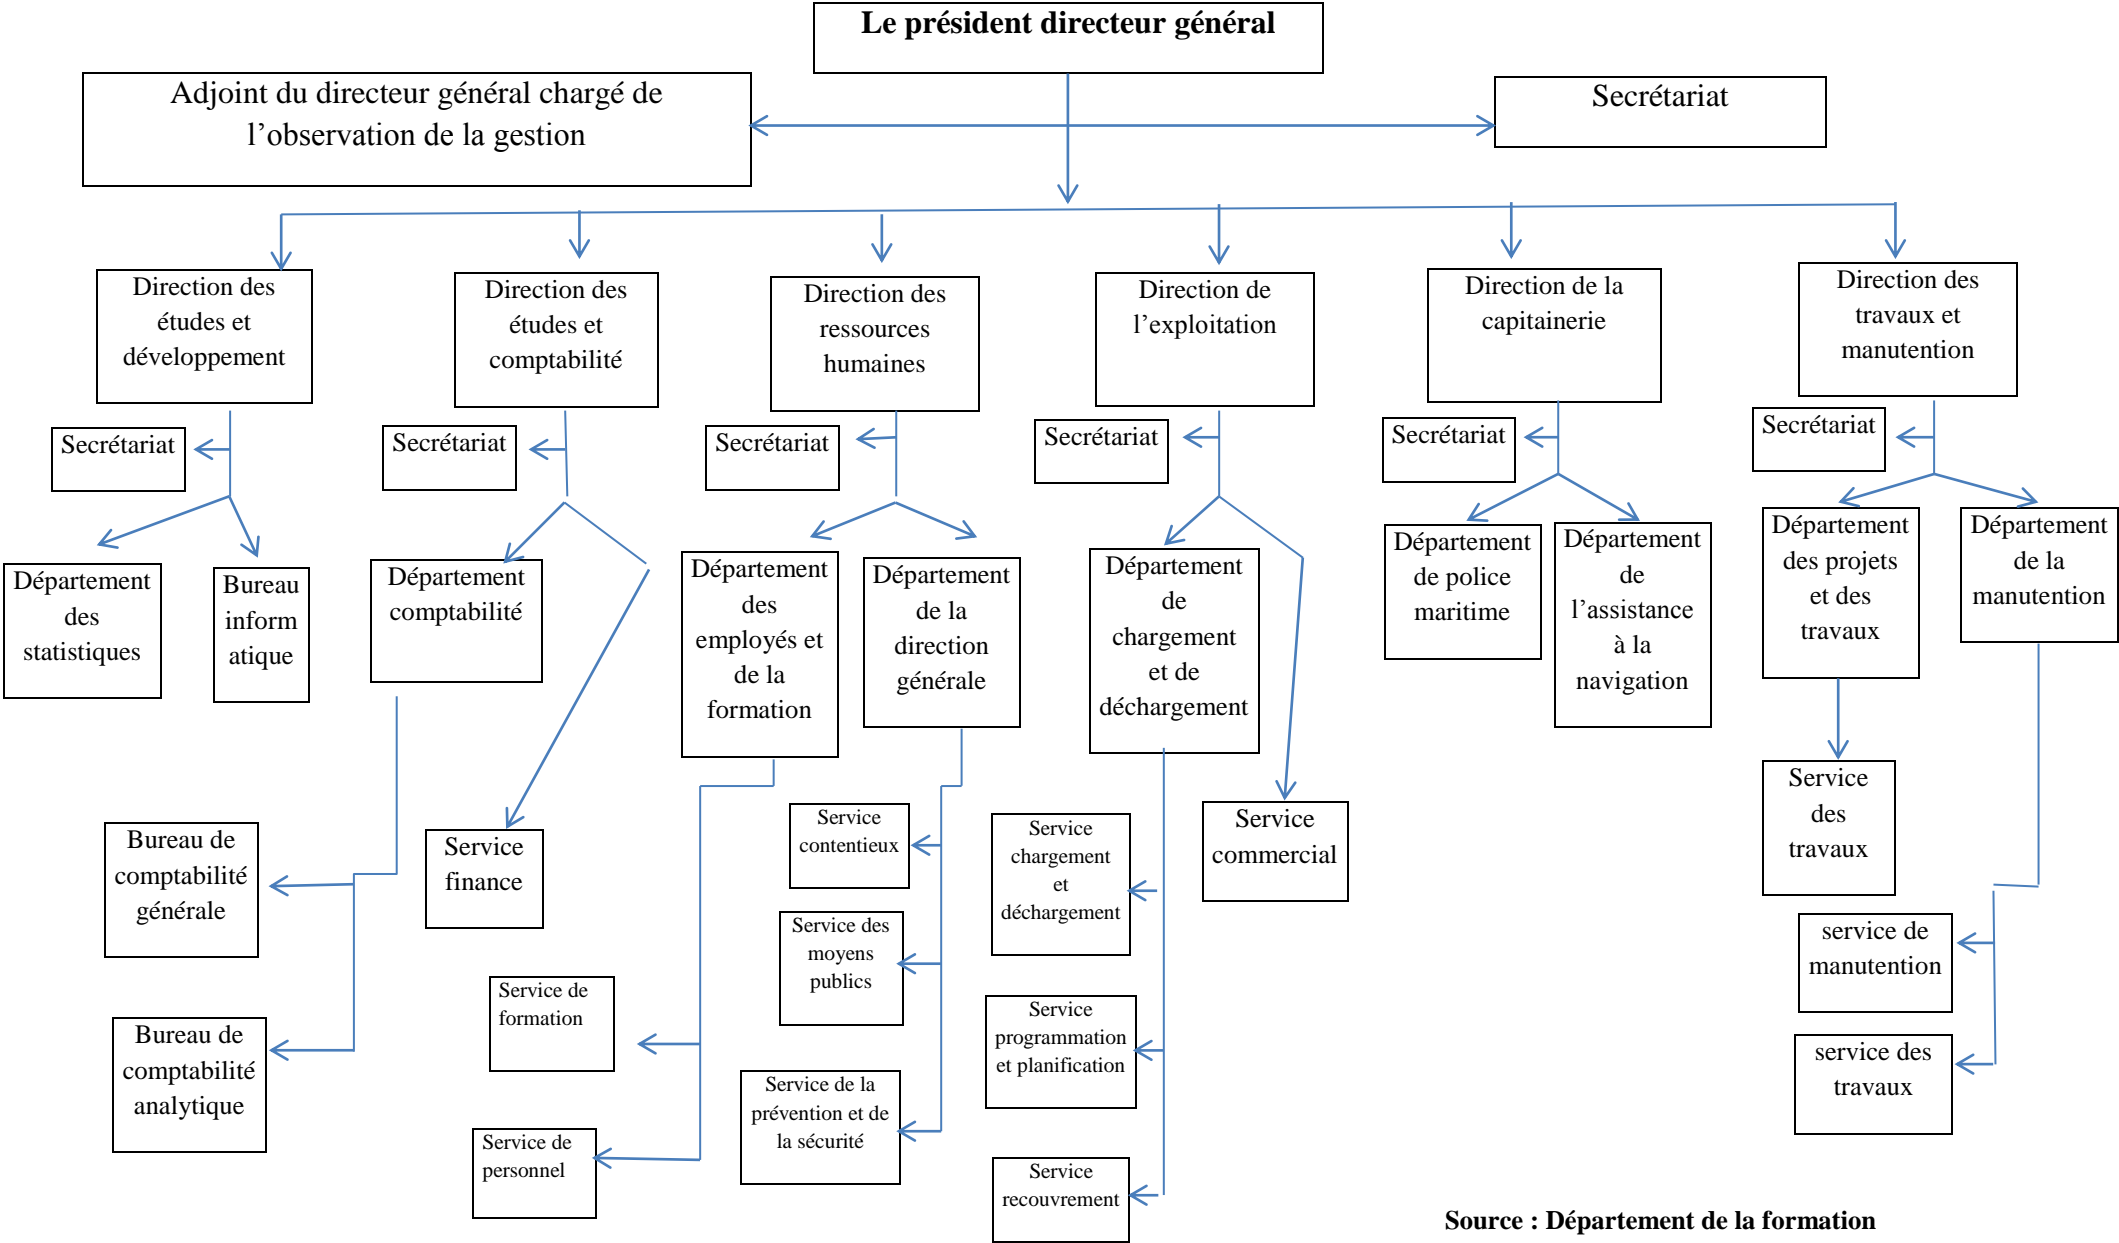 Le président directeur général
Adjoint du directeur général chargé de
l’observation de la gestion
Secrétariat
Direction des
études et
développement
Direction des
études et
comptabilité
Direction des
ressources
humaines
Direction de
l’exploitation
Direction de la
capitainerie
Direction des
travaux et
manutention
Secrétariat
Secrétariat
Secrétariat
Secrétariat
Secrétariat
Secrétariat
Département
des
statistiques
Bureau
inform
atique
Département
comptabilité
Département
des
employés et
de la
formation
Département
de la
direction
générale
Département
de
chargement
et de
déchargement
Département
de police
maritime
Département
de
l’assistance
à la
navigation
Département
des projets
et des
travaux
Département
de la
manutention
Bureau de
comptabilité
générale
Service
finance
Service
contentieux
Service
chargement
et
déchargement
Service
commercial
Service
des
travaux
Service des
moyens
publics
service de
manutention
Service de
formation
Service
programmation
et planification
Bureau de
comptabilité
analytique
service des
travaux
Service de la
prévention et de
la sécurité
Service de
personnel
Service
recouvrement
Source : Département de la formation